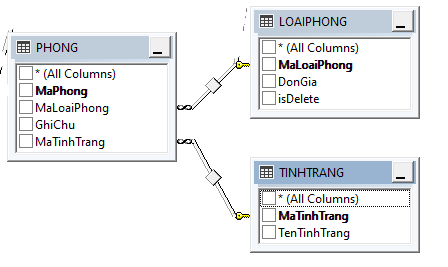 PHONG
* (All Columns)
MaPhong
MaLoaiPhong
GhiChu
MaTinhTrang
LOAIPHONG
* (All Columns)
MaLoaiPhong
DonGia
isDelete
TINHTRANG
* (All Columns)
MaTinhTrang
TenTinhTrang